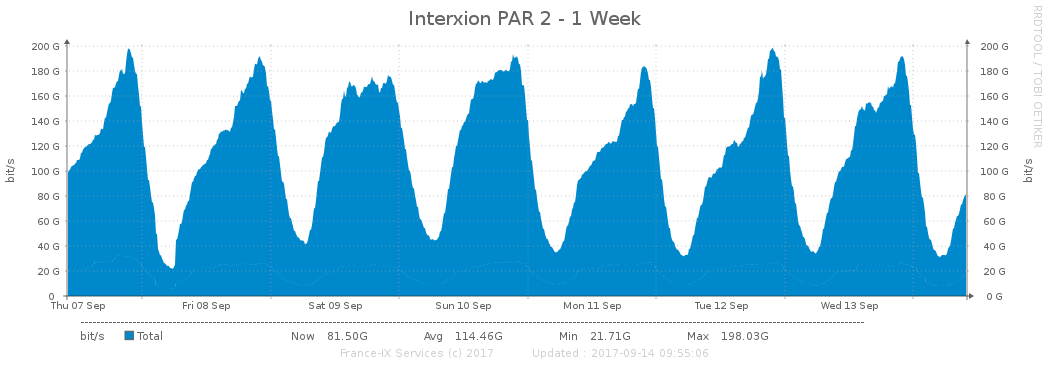 Interxion PAR 2 - 1 Week
RRDTOOL / TOBI OETIKER
bit/s
200 G
180 G
160 G
140 G
120 G
100 G
80 G
60 G
40 G
20 G
0
200 G
180 G
160 G
140 G
120 G
100 G
80 G
60 G
40 G
20 G
0 G
bit/s
Thu 07 Sep Fri 08 Sep Sat 09 Sep Sun 10 Sep Mon 11 Sep Tue 12 Sep Wed 13 Sep
bit/s Total Now 81.50G Avg 114.46G Min 21.71G Max 198.03G
France-IX Services (c) 2017 Updated : 2017-09-14 09:55:06